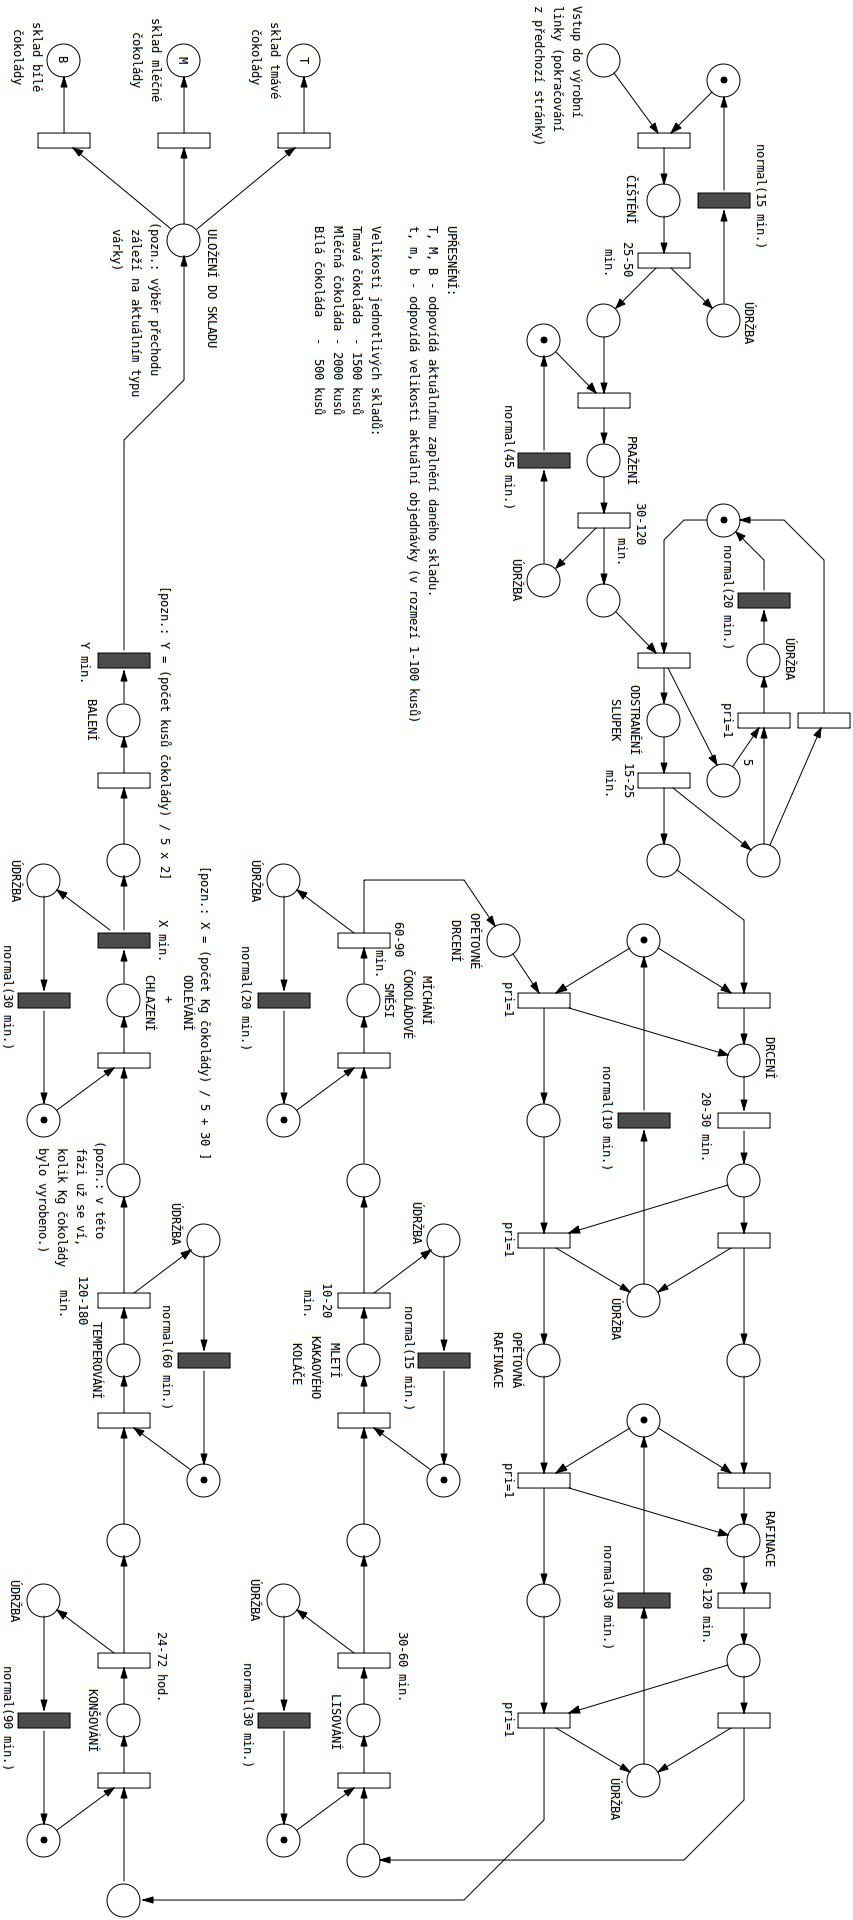 Vstup do výrobní
linky (pokračování
z předchozí stránky)
normal(15 min.)
ÚDRŽBA
ČIŠTĚNÍ
25-50
min.
PRAŽENÍ
30-120
min.
normal(45 min.)
ÚDRŽBA
ÚDRŽBA
normal(20 min.)
pri=1
5
ODSTRANĚNÍ
SLUPEK
15-25
min.
DRCENÍ
20-30 min.
normal(10 min.)
ÚDRŽBA
pri=1
pri=1
OPĚTOVNÉ
DRCENÍ
RAFINACE
60-120 min.
normal(30 min.)
ÚDRŽBA
OPĚTOVNÁ
RAFINACE
pri=1
pri=1
UPŘESNĚNÍ:
T, M, B - odpovídá aktuálnímu zaplnění daného skladu.
t, m, b - odpovídá velikosti aktuální objednávky (v rozmezí 1-100 kusů)
Velikosti jednotlivých skladů:
Tmavá čokoláda - 1500 kusů
Mléčná čokoláda - 2000 kusů
Bílá čokoláda - 500 kusů
MÍCHÁNÍ
ČOKOLÁDOVÉ
SMĚSI
60-90
min.
ÚDRŽBA
normal(20 min.)
ÚDRŽBA
normal(15 min.)
10-20
min.
MLETÍ
KAKAOVÉHO
KOLÁČE
30-60 min.
LISOVÁNÍ
ÚDRŽBA
normal(30 min.)
T
sklad tmávé
čokolády
M
sklad mléčné
čokolády
B
sklad bílé
čokolády
ULOŽENÍ DO SKLADU
(pozn.: výběr přechodu
záleží na aktuálním typu
várky)
[pozn.: Y = (počet kusů čokolády) / 5 x 2]
Y min.
BALENÍ
[pozn.: X = (počet Kg čokolády) / 5 + 30 ]
X min.
ODLÉVÁNÍ
+
CHLAZENÍ
ÚDRŽBA
normal(30 min.)
(pozn.: v této
fázi už se ví,
kolik Kg čokolády
bylo vyrobeno.)
ÚDRŽBA
normal(60 min.)
120-180
min.
TEMPEROVÁNÍ
24-72 hod.
KONŠOVÁNÍ
ÚDRŽBA
normal(90 min.)